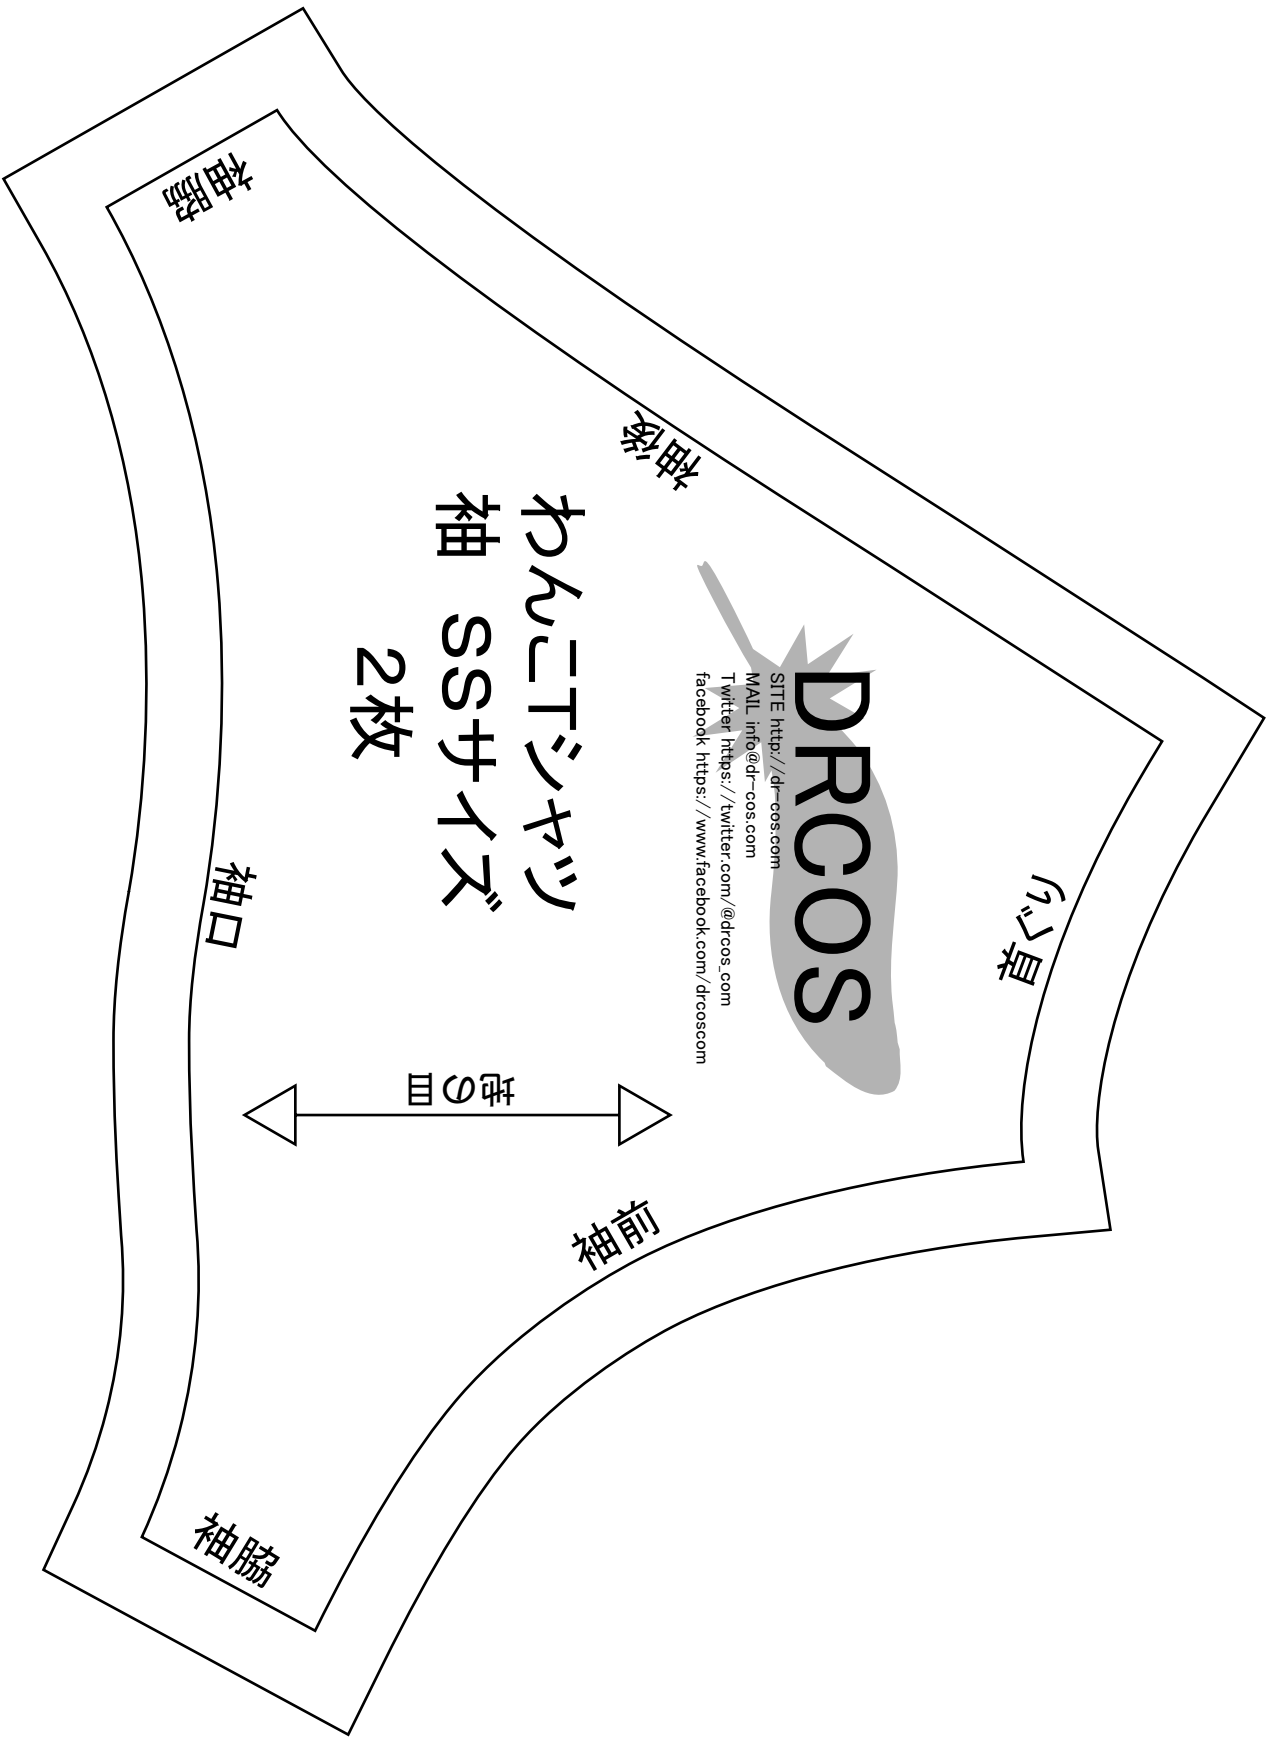 わんこTシャツ
袖 SSサイズ
2枚
DRCOS
SITE http://dr-cos.com
MAIL info@dr-cos.com
Twitter https://twitter.com/@drcos_com
facebook https://www.facebook.com/drcoscom
袖脇
袖後
首ぐり
袖口
地の目
袖前
袖脇